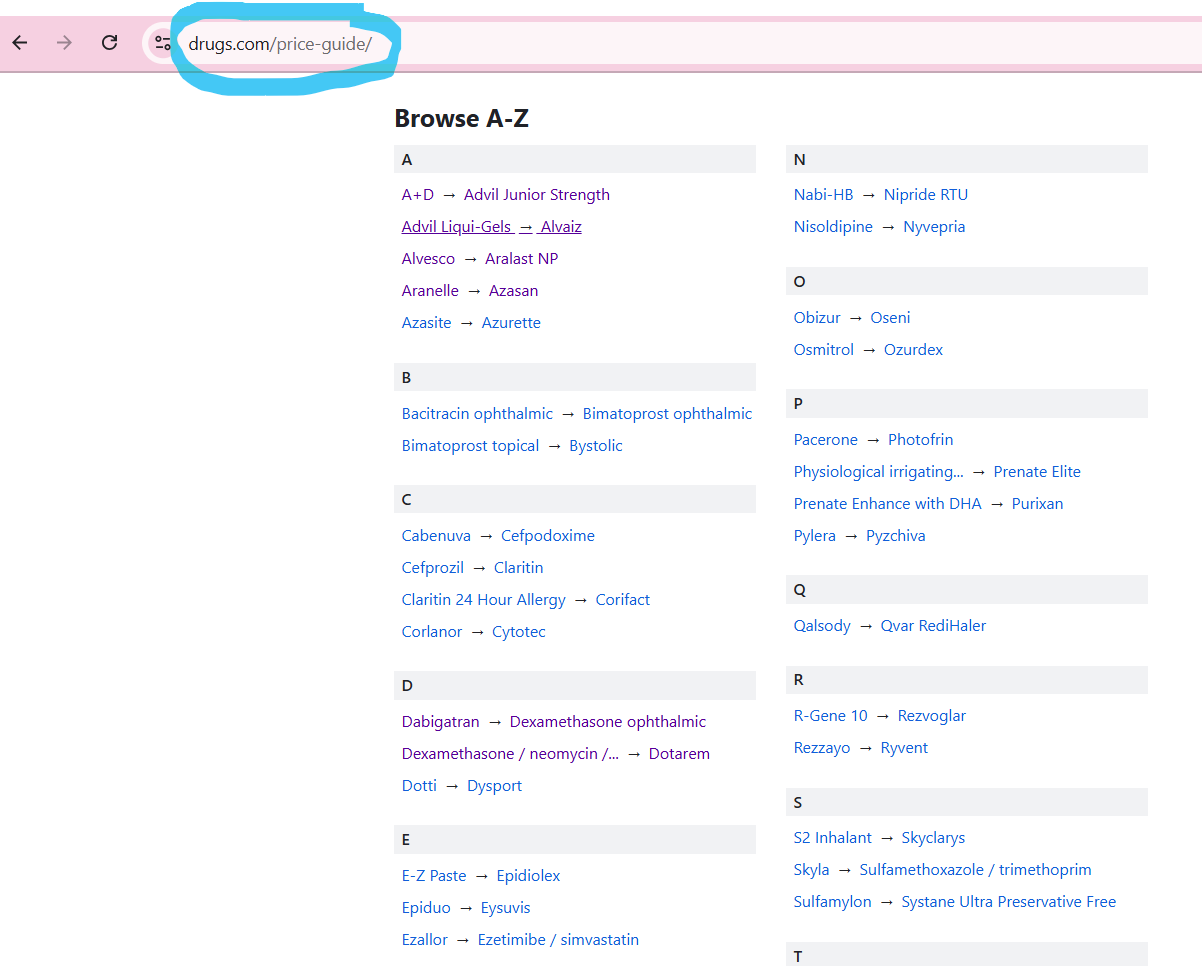 drugs.com/price-guide/
Browse A-Z
A
A+D → Advil Junior Strength
Advil Liqui-Gels → Alvaiz
Alvesco → Aralast NP
Aranelle → Azasan
Azasite → Azurette
B
Bacitracin ophthalmic → Bimatoprost ophthalmic
Bimatoprost topical → Bystolic
C
Cabenuva → Cefpodoxime
Cefprozil → Claritin
Claritin 24 Hour Allergy → Corifact
Corlanor → Cytotec
D
Dabigatran → Dexamethasone ophthalmic
Dexamethasone / neomycin /... → Dotarem
Dotti → Dysport
E
E-Z Paste → Epidiolex
Epiduo → Eysuvis
Ezallor → Ezetimibe / simvastatin
N
Nabi-HB → Nipride RTU
Nisoldipine → Nyvepria
O
Obizur → Oseni
Osmitrol → Ozurdex
P
Pacerone → Photofrin
Physiological irrigating... → Prenate Elite
Prenate Enhance with DHA → Purixan
Pylera → Pyzchiva
Q
Qalsody → Qvar RediHaler
R
R-Gene 10 → Rezvoglar
Rezzayo → Ryvent
S
S2 Inhalant → Skyclarys
Skyla → Sulfamethoxazole / trimethoprim
Sulfamylon → Systane Ultra Preservative Free
T